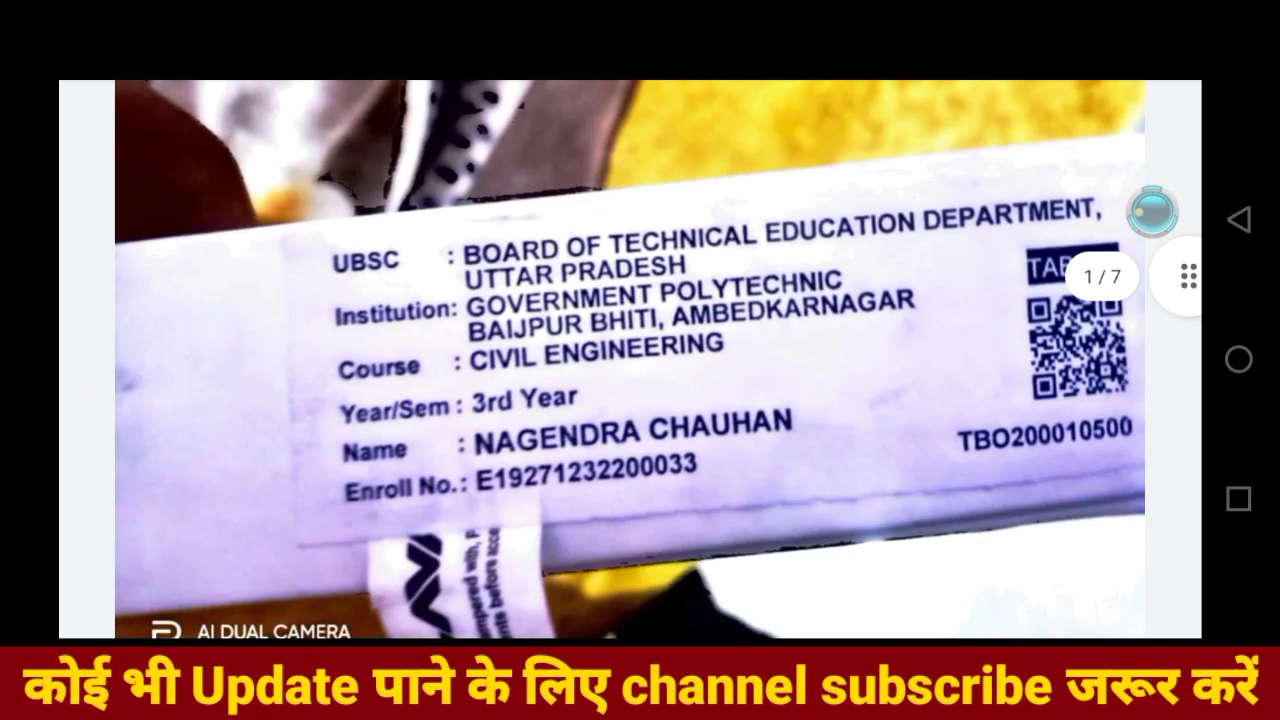 UBSC : BOARD OF TECHNICAL EDUCATION DEPARTMENT,
UTTAR PRADESH
Institution: GOVERNMENT POLYTECHNIC
BAIJPUR BHITI, AMBEDKARNAGAR
Course : CIVIL ENGINEERING
Year/Sem : 3rd Year
Name : NAGENDRA CHAUHAN
Enroll No.: E19271232200033
1 / 7
TBO200010500
before
AI DUAL CAMERA
कोई भी Update पाने के लिए channel subscribe जरूर करें